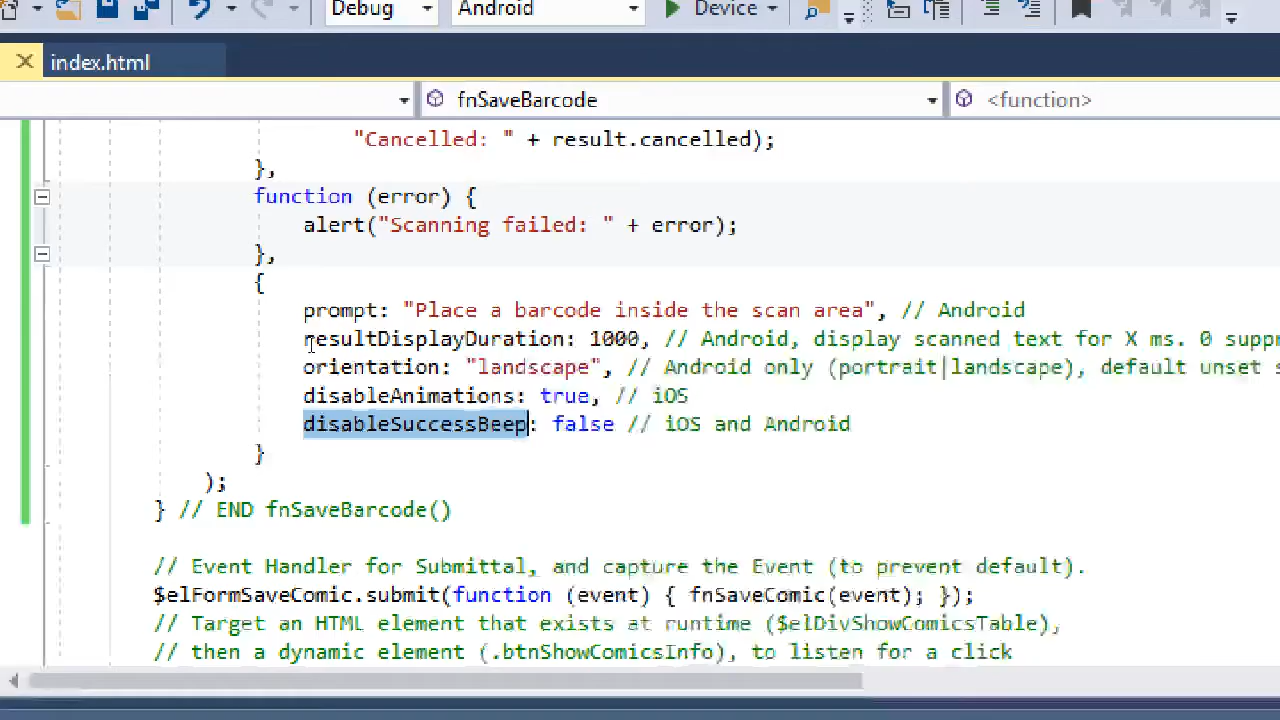 Debug Android Device
index.html
fnSaveBarcode <function>
"Cancelled: " + result.cancelled);
},
function (error) {
alert("Scanning failed: " + error);
},
{
prompt: "Place a barcode inside the scan area", // Android
resultDisplayDuration: 1000, // Android, display scanned text for X ms. 0 suppr
orientation: "landscape", // Android only (portrait|landscape), default unset s
disableAnimations: true, // iOS
disableSuccessBeep: false // iOS and Android
}
);
} // END fnSaveBarcode()
// Event Handler for Submittal, and capture the Event (to prevent default).
$elFormSaveComic.submit(function (event) { fnSaveComic(event); });
// Target an HTML element that exists at runtime ($elDivShowComicsTable),
// then a dynamic element (.btnShowComicsInfo), to listen for a click